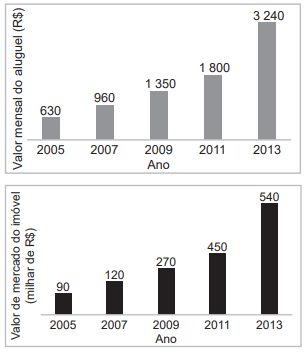 Valor mensal do aluguel (R$)
630
960
1 350
1 800
3 240
2005 2007 2009 2011 2013
Ano
Valor de mercado do imóvel
(milhar de R$)
90
120
270
450
540
2005 2007 2009 2011 2013
Ano